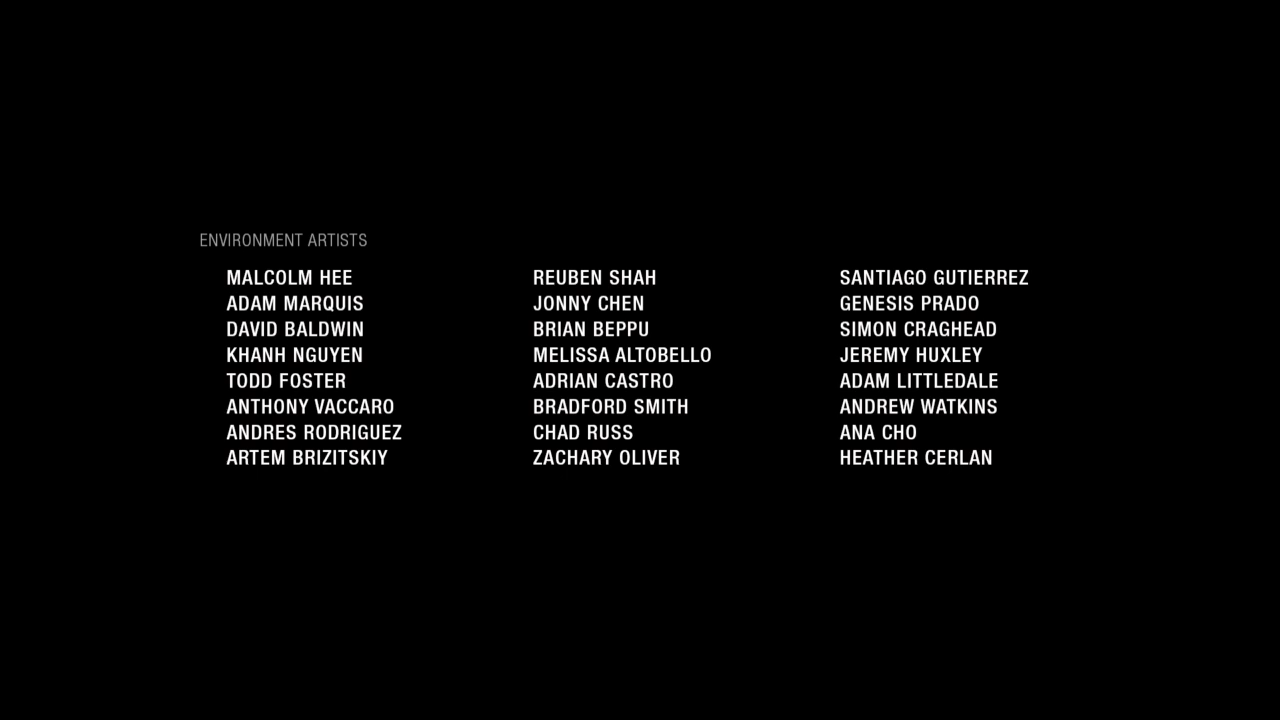 ENVIRONMENT ARTISTS
MALCOLM HEE
ADAM MARQUIS
DAVID BALDWIN
KHANH NGUYEN
TODD FOSTER
ANTHONY VACCARO
ANDRES RODRIGUEZ
ARTEM BRIZITSKIY
REUBEN SHAH
JONNY CHEN
BRIAN BEPPU
MELISSA ALTOBELLO
ADRIAN CASTRO
BRADFORD SMITH
CHAD RUSS
ZACHARY OLIVER
SANTIAGO GUTIERREZ
GENESIS PRADO
SIMON CRAGHEAD
JEREMY HUXLEY
ADAM LITTLEDALE
ANDREW WATKINS
ANA CHO
HEATHER CERLAN